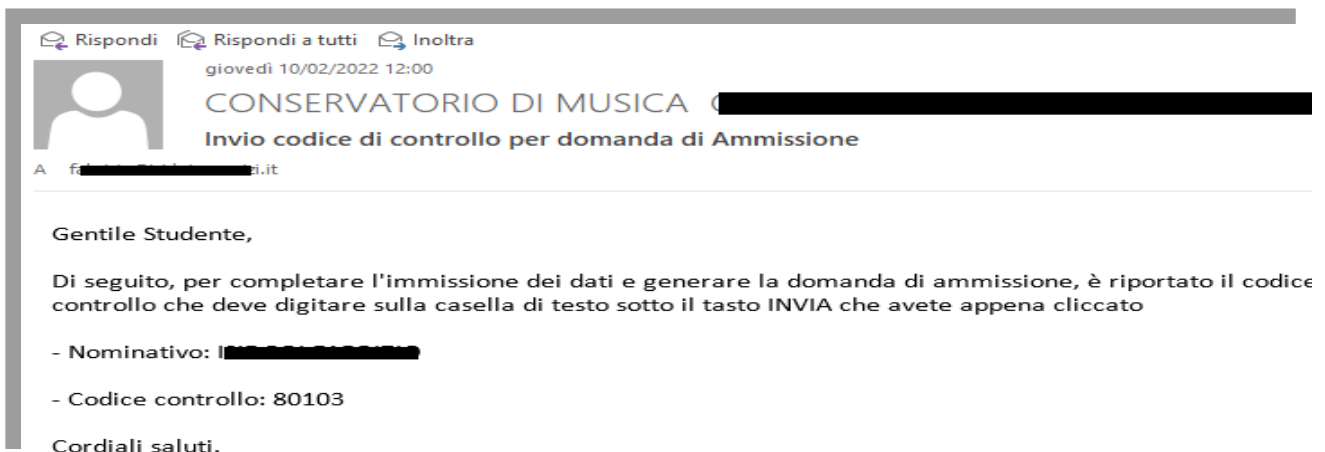 Rispondi Rispondi a tutti Inoltra
giovedì 10/02/2022 12:00
CONSERVATORIO DI MUSICA
Invio codice di controllo per domanda di Ammissione
A
Gentile Studente,
Di seguito, per completare l'immissione dei dati e generare la domanda di ammissione, è riportato il codice
controllo che deve digitare sulla casella di testo sotto il tasto INVIA che avete appena cliccato
- Nominativo:
- Codice controllo: 80103
Cordiali saluti.